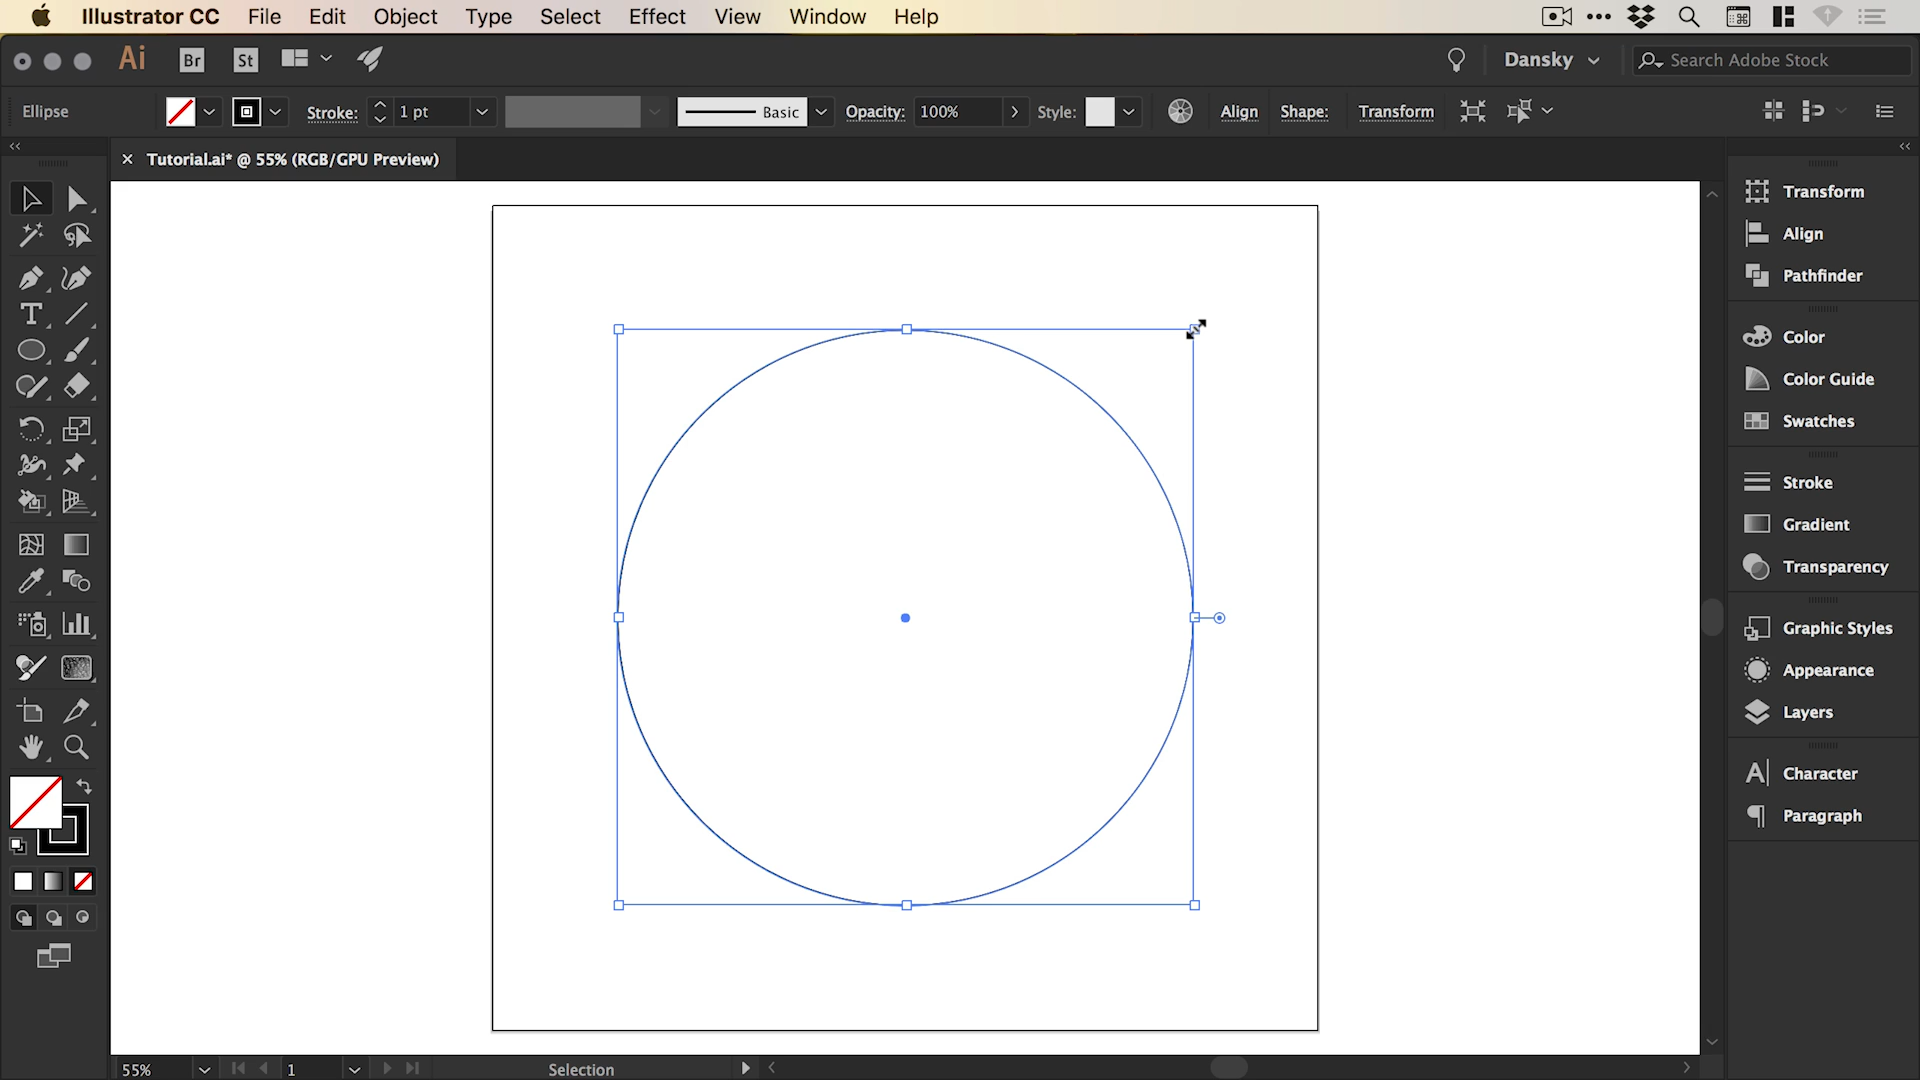 Illustrator CC File Edit Object Type Select Effect View Window Help
Ai Br St Dansky Search Adobe Stock
Ellipse Stroke: 1 pt Basic Opacity: 100% Style: Align Shape: Transform
Tutorial.ai* @ 55% (RGB/GPU Preview)
Transform
Align
Pathfinder
Color
Color Guide
Swatches
Stroke
Gradient
Transparency
Graphic Styles
Appearance
Layers
Character
Paragraph
55% 1 Selection